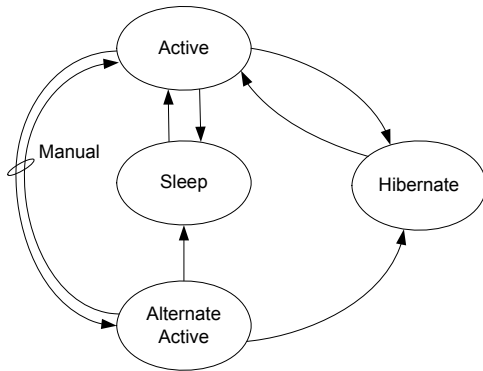 Active
Manual
Sleep
Hibernate
Alternate
Active